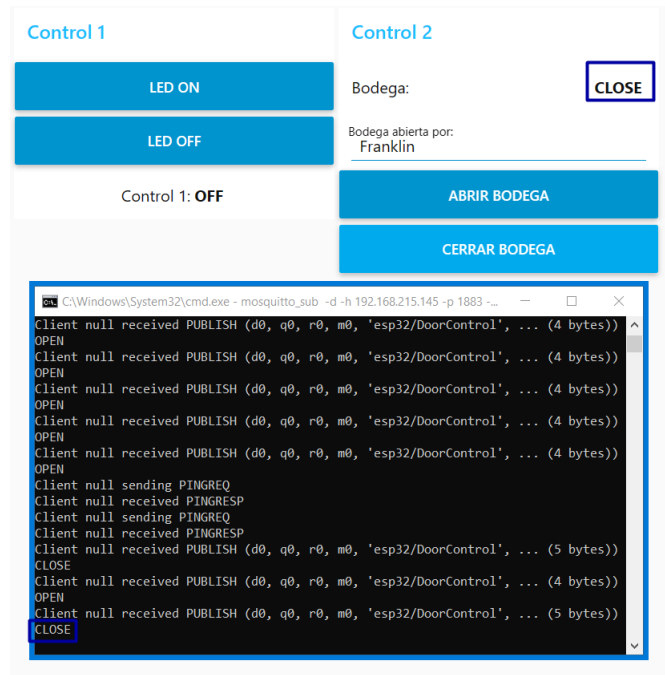 Control 1
LED ON
LED OFF
Control 1: OFF
Control 2
Bodega: CLOSE
Bodega abierta por:
Franklin
ABRIR BODEGA
CERRAR BODEGA
C:\Windows\System32\cmd.exe - mosquitto_sub -d -h 192.168.215.145 -p 1883 -...
Client null received PUBLISH (d0, q0, r0, m0, 'esp32/DoorControl', ... (4 bytes))
OPEN
Client null received PUBLISH (d0, q0, r0, m0, 'esp32/DoorControl', ... (4 bytes))
OPEN
Client null received PUBLISH (d0, q0, r0, m0, 'esp32/DoorControl', ... (4 bytes))
OPEN
Client null received PUBLISH (d0, q0, r0, m0, 'esp32/DoorControl', ... (4 bytes))
OPEN
Client null received PUBLISH (d0, q0, r0, m0, 'esp32/DoorControl', ... (4 bytes))
OPEN
Client null sending PINGREQ
Client null received PINGRESP
Client null sending PINGREQ
Client null received PINGRESP
Client null received PUBLISH (d0, q0, r0, m0, 'esp32/DoorControl', ... (5 bytes))
CLOSE
Client null received PUBLISH (d0, q0, r0, m0, 'esp32/DoorControl', ... (4 bytes))
OPEN
Client null received PUBLISH (d0, q0, r0, m0, 'esp32/DoorControl', ... (5 bytes))
CLOSE